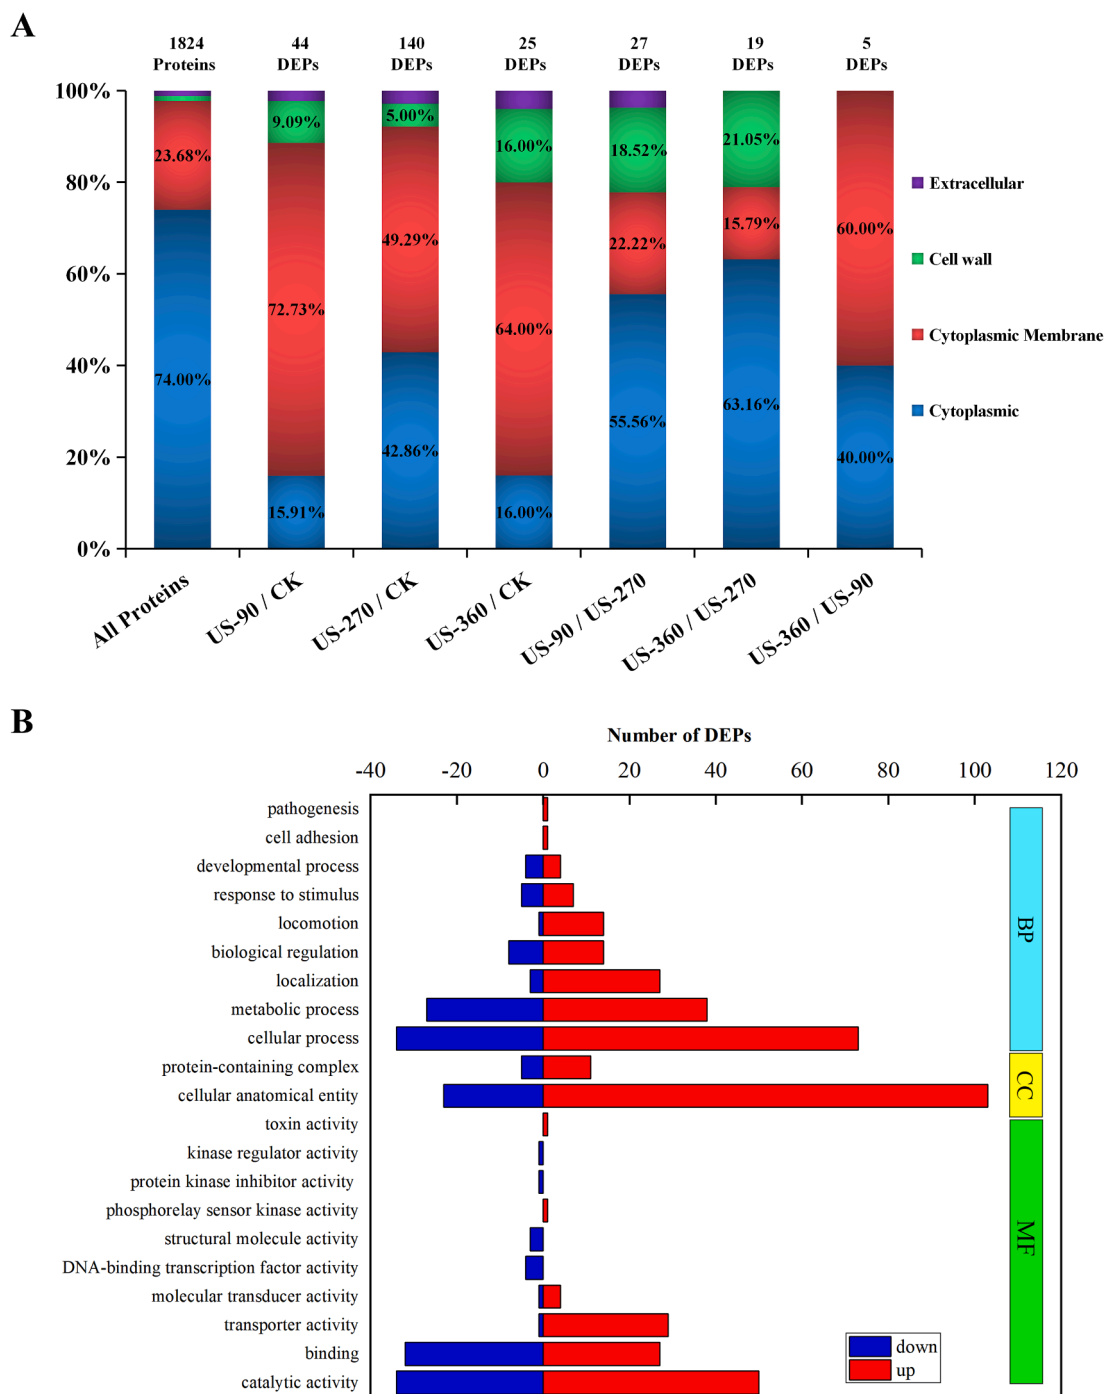 A
1824 44 140 25 27 19 5
Proteins DEPs DEPs DEPs DEPs DEPs DEPs
100%
80%
60%
40%
20%
0%
23.68%
74.00%
9.09%
72.73%
15.91%
5.00%
49.29%
42.86%
16.00%
64.00%
16.00%
18.52%
22.22%
55.56%
21.05%
15.79%
63.16%
60.00%
40.00%
Extracellular
Cell wall
Cytoplasmic Membrane
Cytoplasmic
All Proteins
US-90 / CK
US-270 / CK
US-360 / CK
US-90 / US-270
US-360 / US-270
US-360 / US-90
B
Number of DEPs
-40 -20 0 20 40 60 80 100 120
pathogenesis
cell adhesion
developmental process
response to stimulus
locomotion
biological regulation
localization
metabolic process
cellular process
protein-containing complex
cellular anatomical entity
toxin activity
kinase regulator activity
protein kinase inhibitor activity
phosphorelay sensor kinase activity
structural molecule activity
DNA-binding transcription factor activity
molecular transducer activity
transporter activity
binding
catalytic activity
BP
CC
MF
down
up